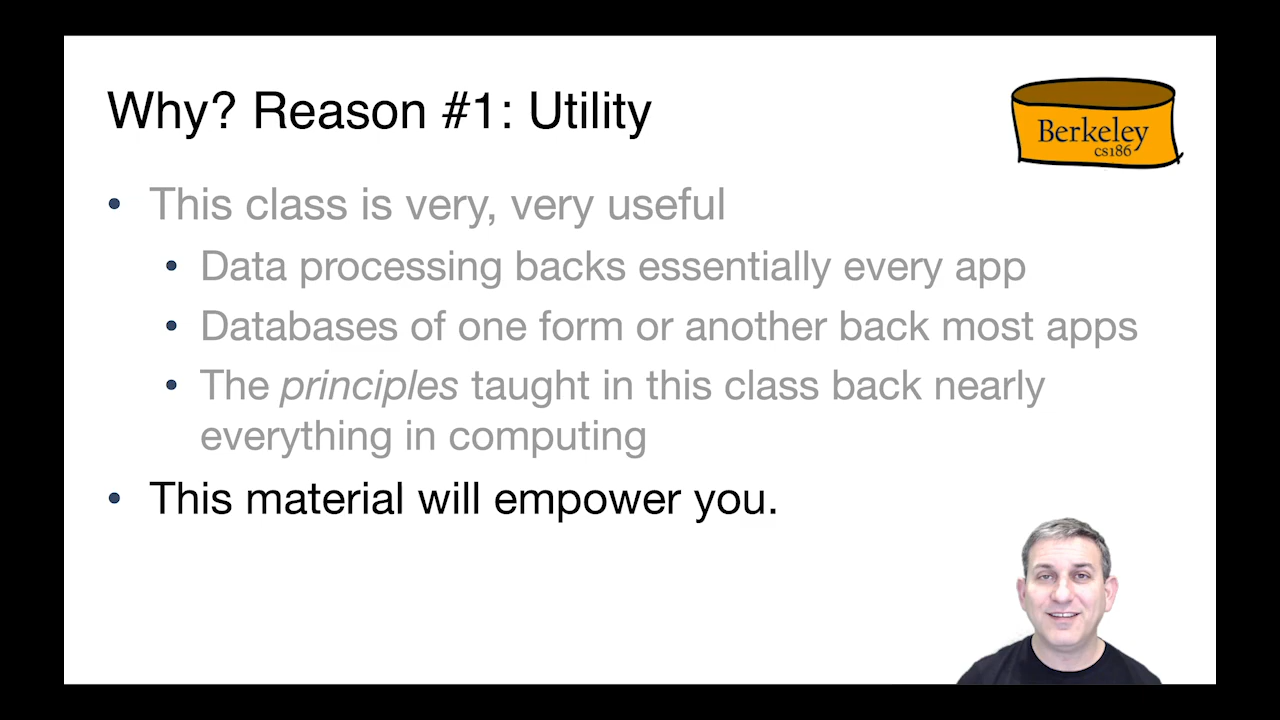 Why? Reason #1: Utility
Berkeley
cs186
• This class is very, very useful
• Data processing backs essentially every app
• Databases of one form or another back most apps
• The principles taught in this class back nearly
everything in computing
• This material will empower you.